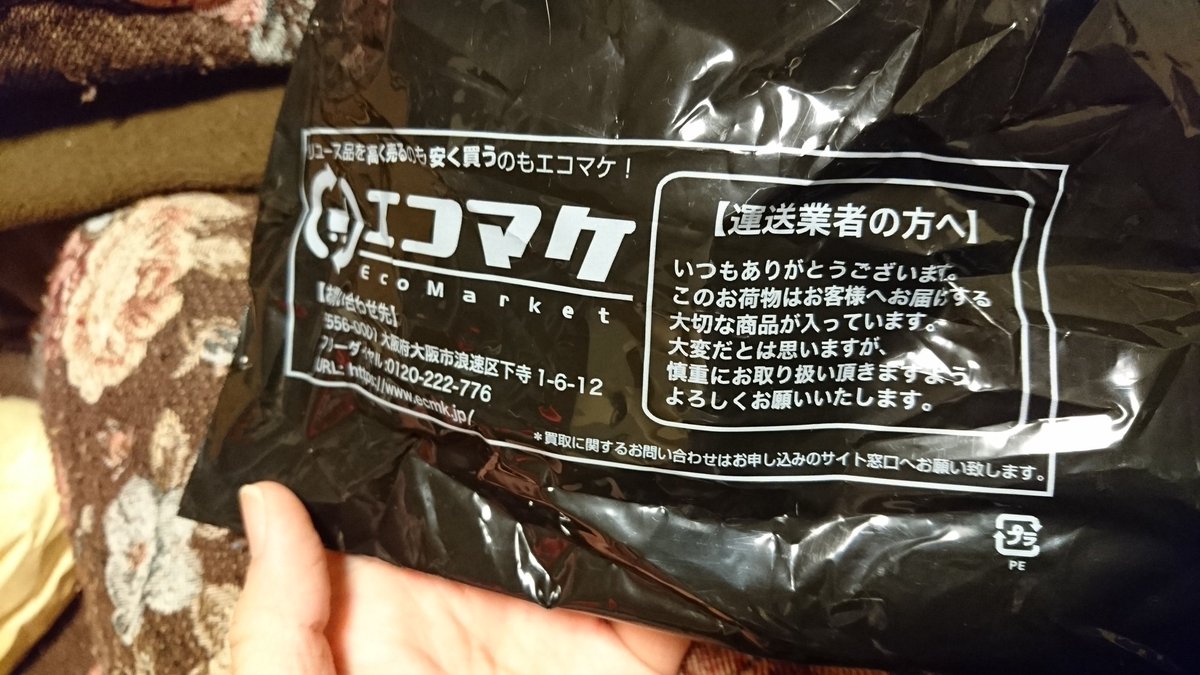 リユース品を高く売るのも安く買うのもエコマケ！
エコマケ
EcoMarket
【お問い合わせ先】
(556-0001 大阪府大阪市浪速区下寺 1-6-12
フリーダイヤル:0120-222-776
URL: https://www.ecmk.jp/
【運送業者の方へ】
いつもありがとうございます。
このお荷物はお客様へお届けする
大切な商品が入っています。
大変だとは思いますが、
慎重にお取り扱い頂きますよう
よろしくお願いいたします。
*買取に関するお問い合わせはお申し込みのサイト窓口へお願い致します。
プラ
PE